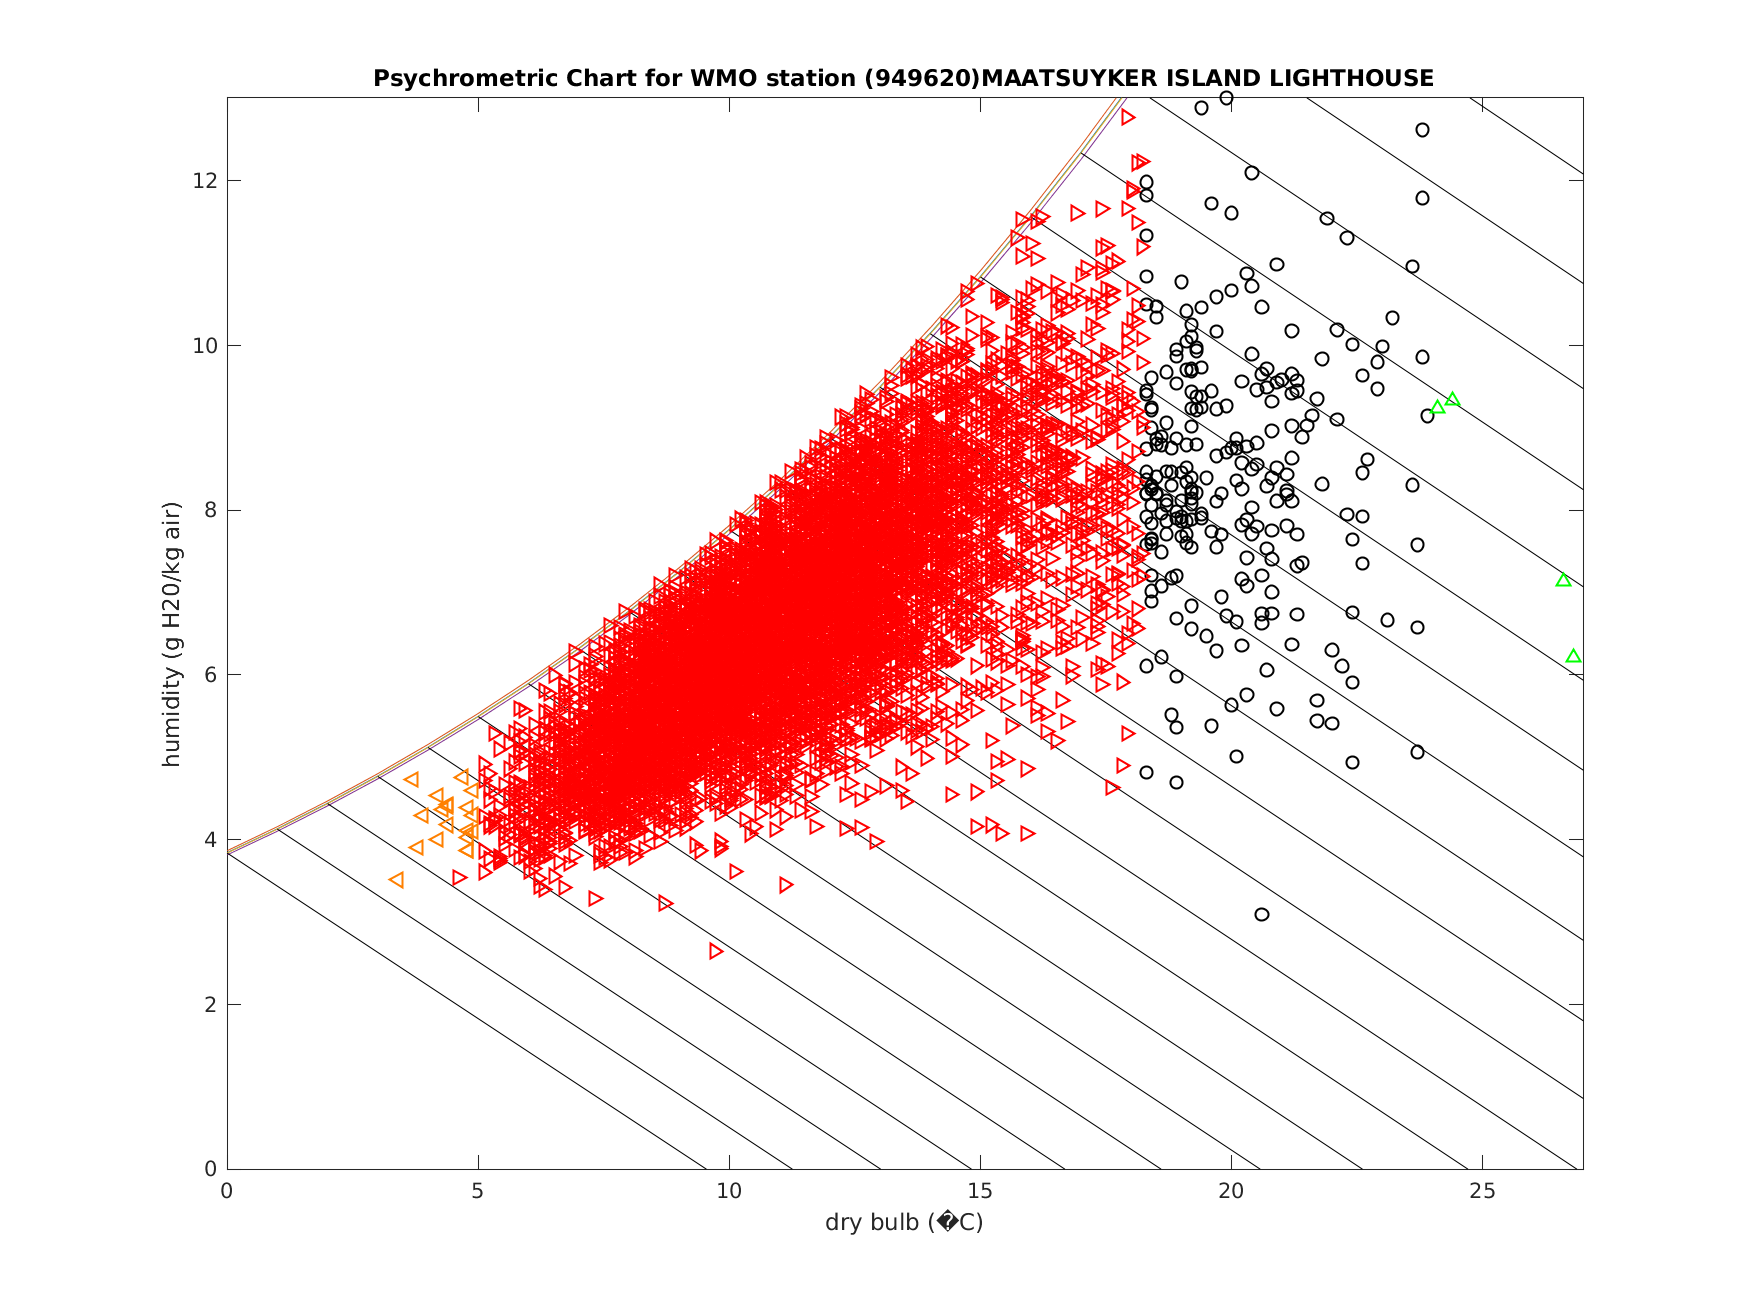 Psychrometric Chart for WMO station (949620)MAATSUYKER ISLAND LIGHTHOUSE
12
10
8
6
4
2
0
humidity (g H20/kg air)
0 5 10 15 20 25
dry bulb (�C)